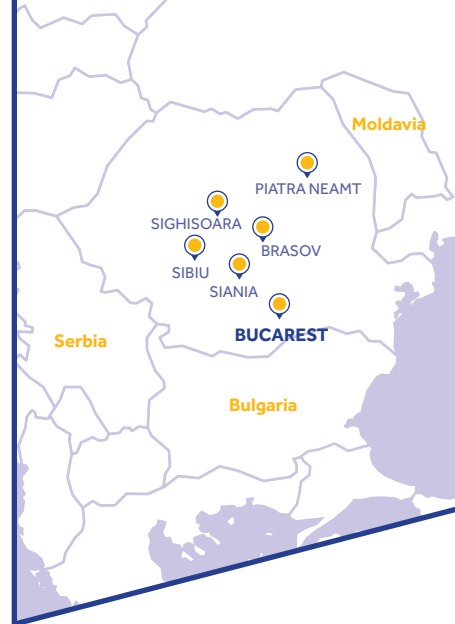 Moldavia
PIATRA NEAMT
SIGHISOARA
BRASOV
SIBIU
SIANIA
BUCAREST
Serbia
Bulgaria